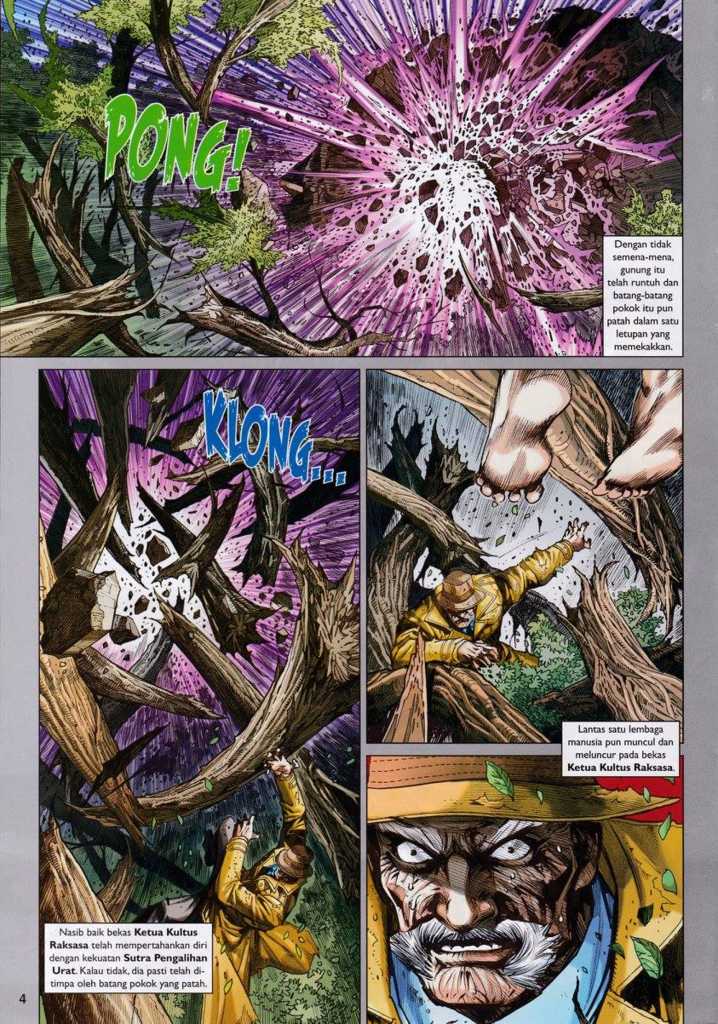 PONG!
Dengan tidak
semena-mena,
gunung itu
telah runtuh dan
batang-batang
pokok itu pun
patah dalam satu
letupan yang
memekakkan.
KLONG...
Nasib baik bekas Ketua Kultus
Raksasa telah mempertahankan diri
dengan kekuatan Sutra Pengalihan
Urat. Kalau tidak, dia pasti telah di-
timpa oleh batang pokok yang patah.
Lantas satu lembaga
manusia pun muncul dan
meluncur pada bekas
Ketua Kultus Raksasa.
4